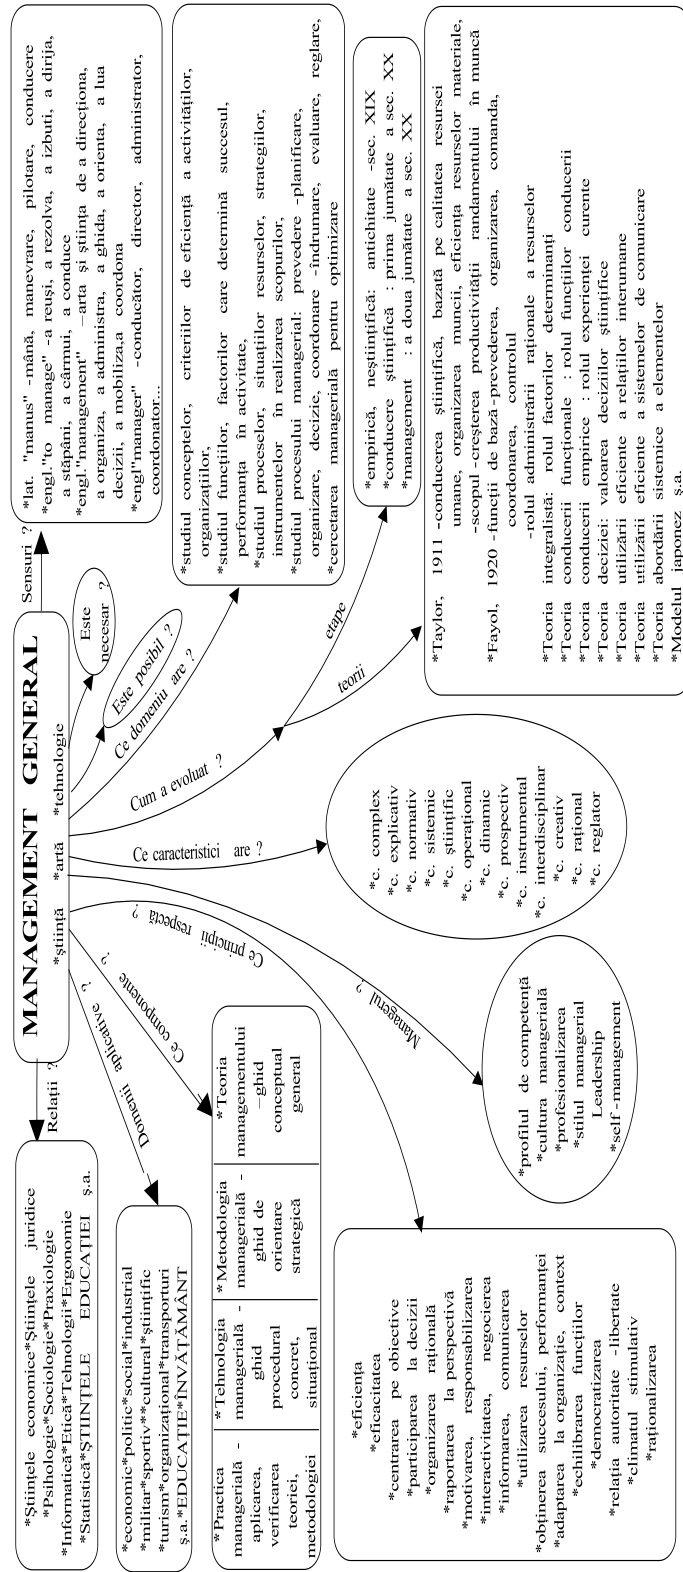 MANAGEMENT GENERAL
*știință *artă *tehnologie
Relații ?
*Științele economice*Științele juridice
*Psihologie*Sociologie*Praxiologie
*Informatică*Etică*Tehnologii*Ergonomie
*Statistică*ȘTIINȚELE EDUCAȚIEI ș.a.
Domenii aplicative ?
*economic*politic*social*industrial
*militar*sportiv**cultural*științific
*turism*organizațional*transporturi
ș.a.*EDUCAȚIE*ÎNVĂȚĂMÂNT
Ce componente ?
*Practica
managerială -
aplicarea,
verificarea
teoriei,
metodologiei
*Tehnologia
managerială -
ghid
procedural
concret,
situațional
*Metodologia
managerială -
ghid de
orientare
strategică
*Teoria
managementului
–ghid
conceptual
general
Ce principii respectă ?
*eficiența
*eficacitatea
*centrarea pe obiective
*participarea la decizii
*organizarea rațională
*raportarea la perspectivă
*motivarea, responsabilizarea
*interactivitatea, negocierea
*informarea, comunicarea
*utilizarea resurselor
*obținerea succesului, performanței
*adaptarea la organizație, context
*echilibrarea funcțiilor
*democratizarea
*relația autoritate -libertate
*climatul stimulativ
*raționalizarea
Managerul ?
*profilul de competență
*cultura managerială
*profesionalizarea
*stilul managerial
Leadership
*self -management
Ce caracteristici are ?
*c. complex
*c. explicativ
*c. normativ
*c. sistemic
*c. științific
*c. operațional
*c. dinamic
*c. prospectiv
*c. instrumental
*c. interdisciplinar
*c. creativ
*c. rațional
*c. reglator
Cum a evoluat ?
etape
*empirică, neștiințifică: antichitate -sec. XIX
*conducere științifică : prima jumătate a sec. XX
*management : a doua jumătate a sec. XX
teorii
*Taylor, 1911 -conducerea științifică, bazată pe calitatea resursei
umane, organizarea muncii, eficiența resurselor materiale,
-scopul -creșterea productivității randamentului în muncă
*Fayol, 1920 -funcții de bază -prevederea, organizarea, comanda,
coordonarea, controlul
-rolul administrării raționale a resurselor
*Teoria integralistă: rolul factorilor determinanți
*Teoria conducerii funcționale : rolul funcțiilor conducerii
*Teoria conducerii empirice : rolul experienței curente
*Teoria deciziei: valoarea deciziilor științifice
*Teoria utilizării eficiente a relațiilor interumane
*Teoria utilizării eficiente a sistemelor de comunicare
*Teoria abordării sistemice a elementelor
*Modelul japonez ș.a.
Ce domeniu are ?
*studiul conceptelor, criteriilor de eficiență a activităților,
organizațiilor,
*studiul funcțiilor, factorilor care determină succesul,
performanța în activitate,
*studiul proceselor, situațiilor resurselor, strategiilor,
instrumentelor în realizarea scopurilor,
*studiul procesului managerial: prevedere -planificare,
organizare, decizie, coordonare -îndrumare, evaluare, reglare,
*cercetarea managerială pentru optimizare
Este posibil ?
Este
necesar ?
Sensuri ?
*lat. "manus" -mână, manevrare, pilotare, conducere
*engl."to manage" -a reuși, a rezolva, a izbuti, a dirija,
a stăpâni, a cârmui, a conduce
*engl."management" –arta și știința de a direcționa,
a organiza, a administra, a ghida, a orienta, a lua
decizii, a mobiliza,a coordona
*engl"manager" -conducător, director, administrator,
coordonator...